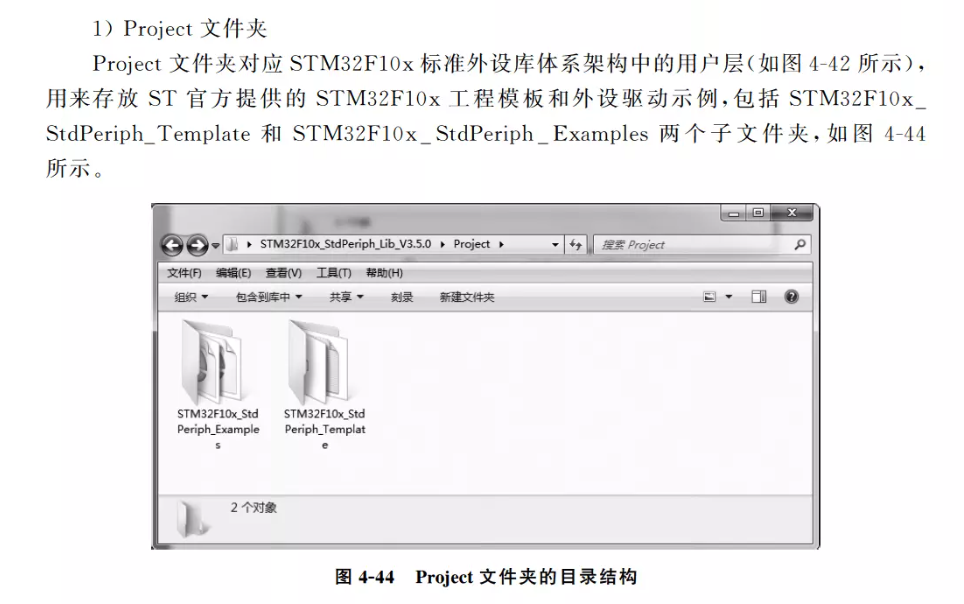 1) Project 文件夹
Project 文件夹对应 STM32F10x 标准外设库体系架构中的用户层(如图 4-42 所示),
用来存放 ST 官方提供的 STM32F10x 工程模板和外设驱动示例,包括 STM32F10x_
StdPeriph_Template 和 STM32F10x_StdPeriph_Examples 两个子文件夹,如图 4-44
所示。
STM32F10x_StdPeriph_Lib_V3.5.0 Project 搜索 Project
文件(F) 编辑(E) 查看(V) 工具(T) 帮助(H)
组织 包含到库中 共享 刻录 新建文件夹
STM32F10x_Std
Periph_Example
s
STM32F10x_Std
Periph_Templat
e
2 个对象
图 4-44 Project 文件夹的目录结构